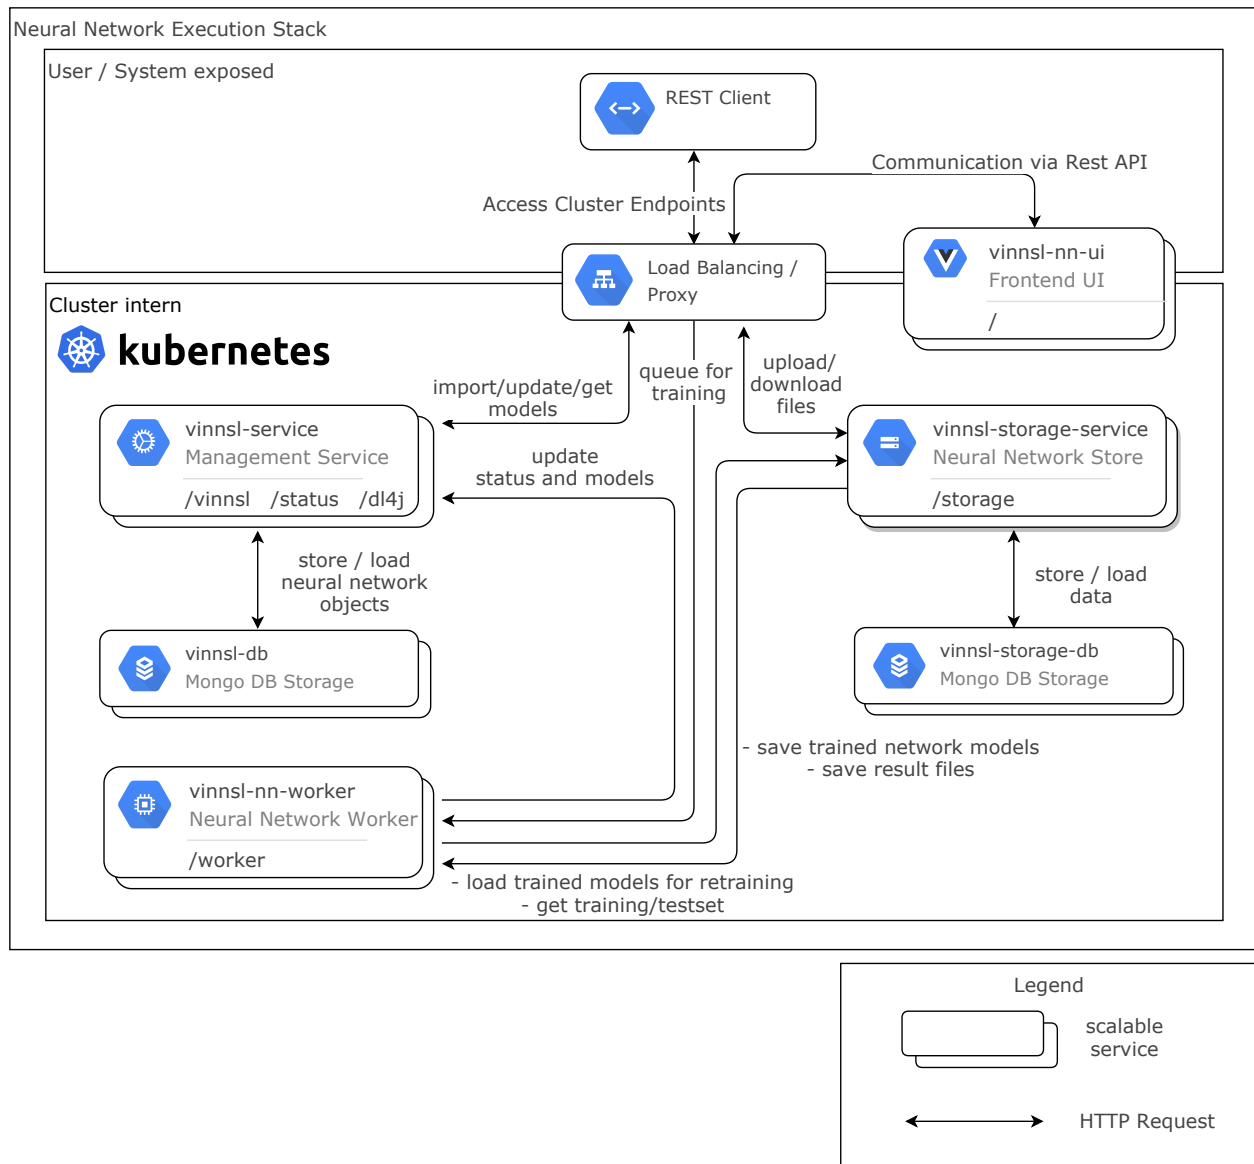 Neural Network Execution Stack
User / System exposed
REST Client
Communication via Rest API
Access Cluster Endpoints
vinnsl-nn-ui
Frontend UI
/
Load Balancing /
Proxy
Cluster intern
kubernetes
import/update/get
models
queue for
training
upload/
download
files
vinnsl-service
Management Service
/vinnsl /status /dl4j
update
status and models
vinnsl-storage-service
Neural Network Store
/storage
store / load
neural network
objects
store / load
data
vinnsl-db
Mongo DB Storage
vinnsl-storage-db
Mongo DB Storage
- save trained network models
- save result files
vinnsl-nn-worker
Neural Network Worker
/worker
- load trained models for retraining
- get training/testset
Legend
scalable
service
HTTP Request